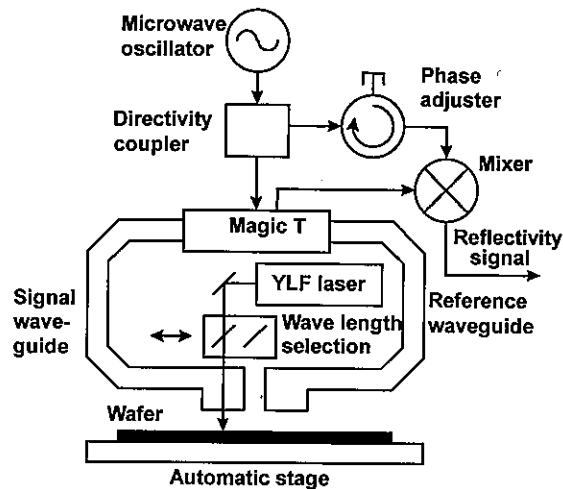 Microwave
oscillator
Phase
adjuster
Directivity
coupler
Mixer
Magic T
Reflectivity
signal
YLF laser
Signal
wave-
guide
Reference
waveguide
Wave length
selection
Wafer
Automatic stage